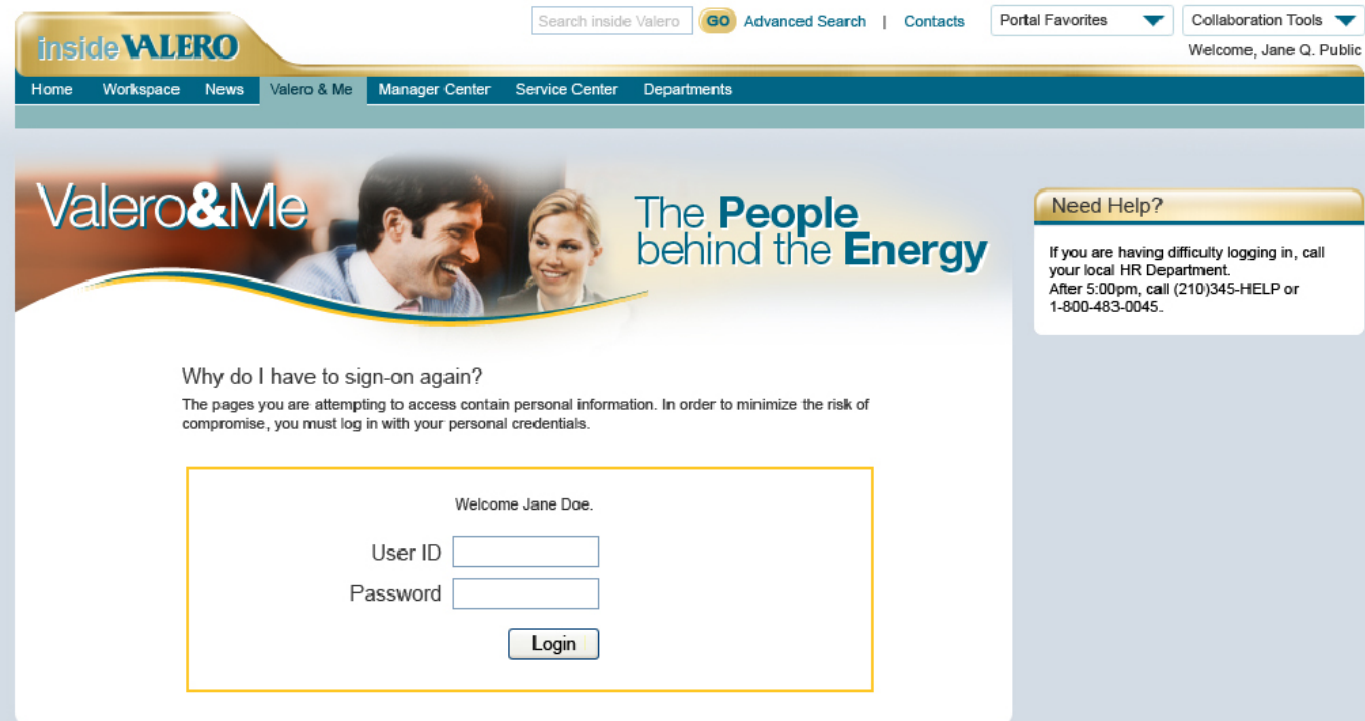 inside VALERO
Search inside Valero GO Advanced Search | Contacts Portal Favorites Collaboration Tools
Welcome, Jane Q. Public
Home Workspace News Valero & Me Manager Center Service Center Departments
Valero&Me
The People
behind the Energy
Need Help?
If you are having difficulty logging in, call
your local HR Department.
After 5:00pm, call (210)345-HELP or
1-800-483-0045.
Why do I have to sign-on again?
The pages you are attempting to access contain personal information. In order to minimize the risk of
compromise, you must log in with your personal credentials.
Welcome Jane Doe.
User ID
Password
Login